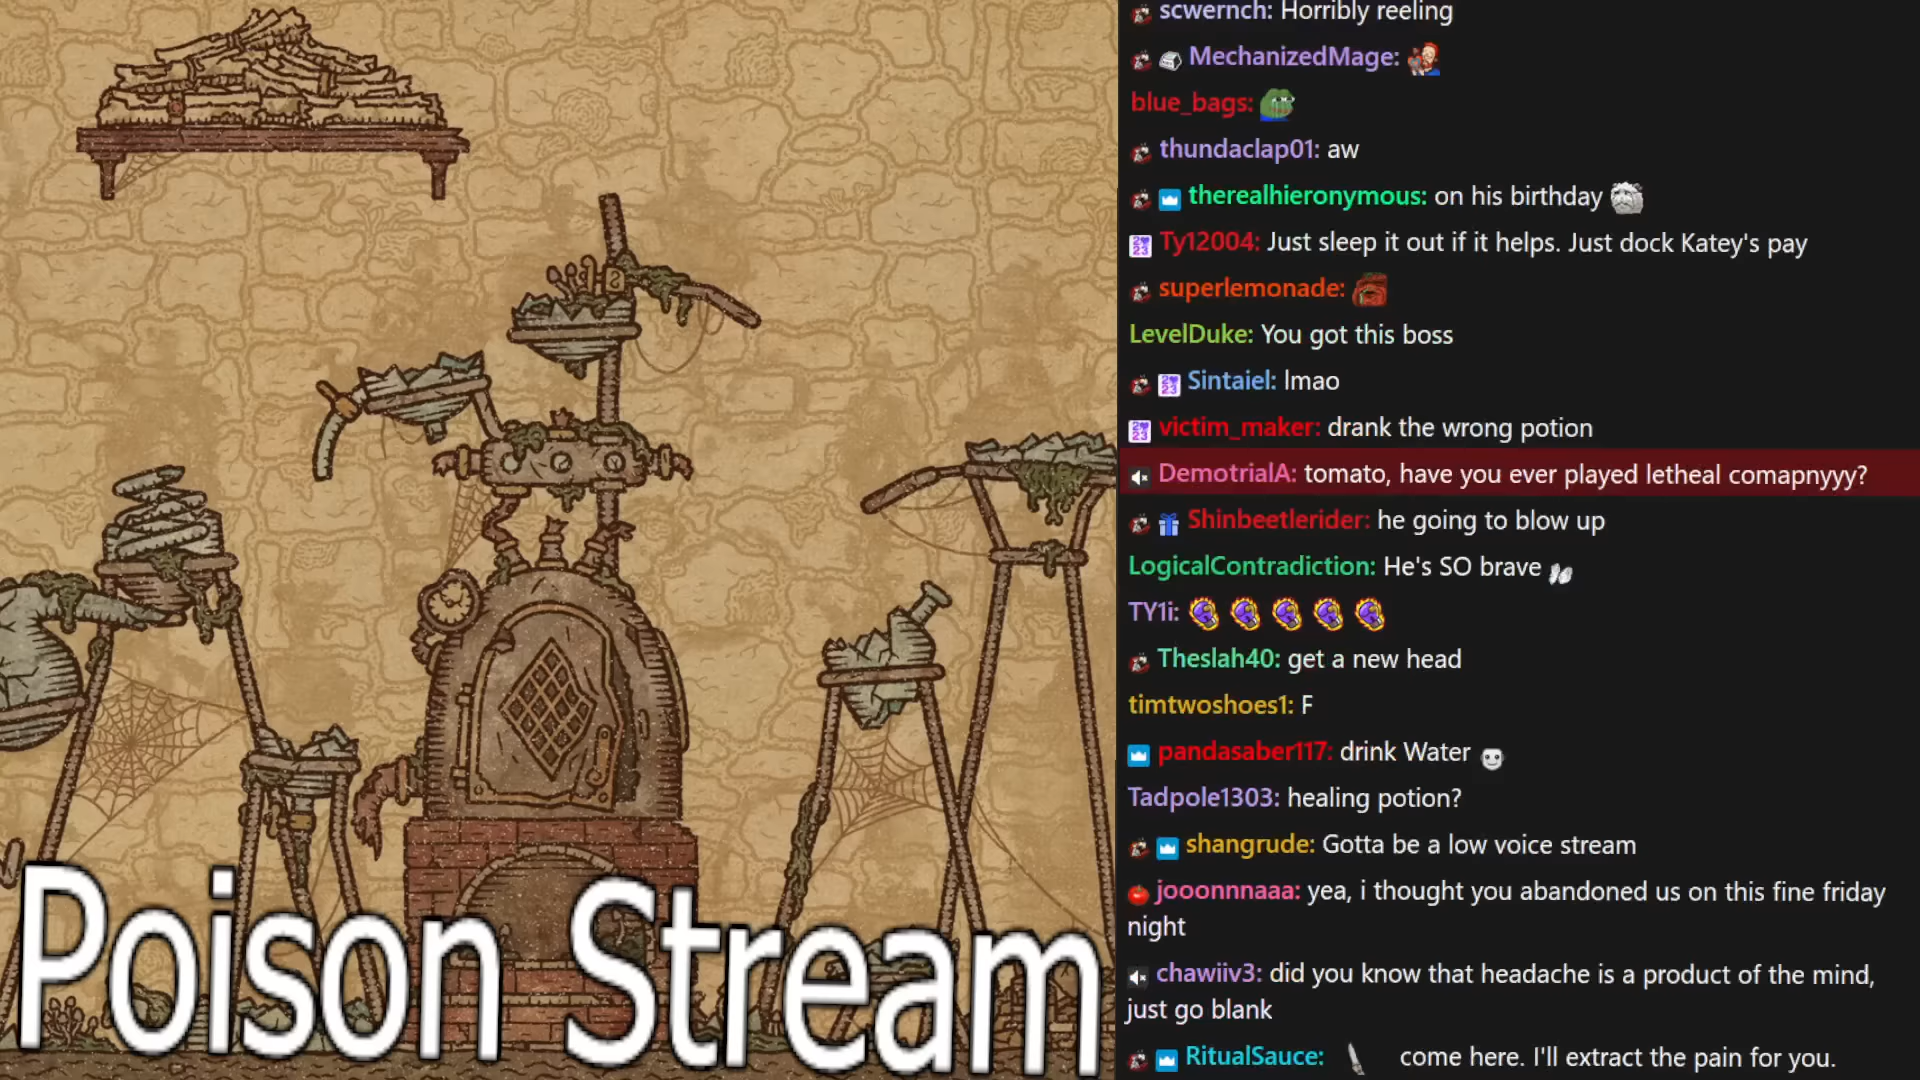 scwernch: Horribly reeling
MechanizedMage:
blue_bags:
thundaclap01: aw
therealhieronymous: on his birthday
Ty12004: Just sleep it out if it helps. Just dock Katey's pay
superlemonade:
LevelDuke: You got this boss
Sintaiel: lmao
victim_maker: drank the wrong potion
DemotrialA: tomato, have you ever played letheal comapnyyy?
Shinbeetlerider: he going to blow up
LogicalContradiction: He's SO brave
TY1i:
Theslah40: get a new head
timtwoshoes1: F
pandasaber117: drink Water
Tadpole1303: healing potion?
shangrude: Gotta be a low voice stream
jooonnnaaa: yea, i thought you abandoned us on this fine friday
night
chawiiv3: did you know that headache is a product of the mind,
just go blank
RitualSauce: come here. I'll extract the pain for you.
Poison Stream